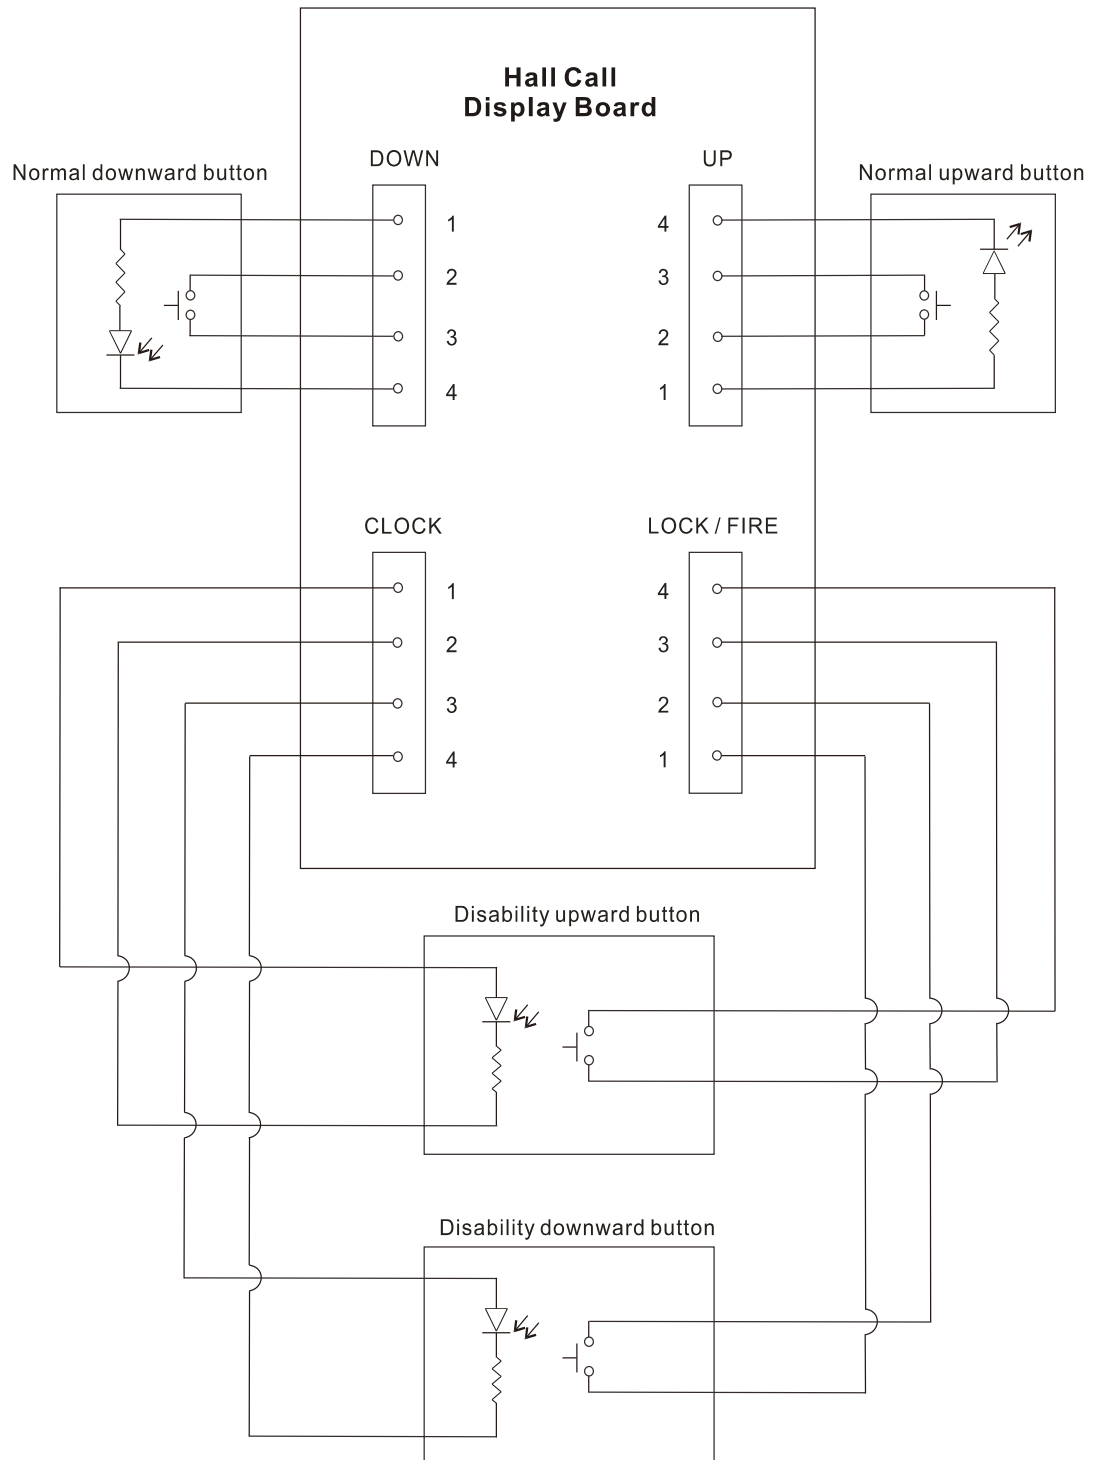 Hall Call
Display Board
DOWN
UP
Normal downward button
Normal upward button
1
2
3
4
4
3
2
1
CLOCK
LOCK / FIRE
1
2
3
4
4
3
2
1
Disability upward button
Disability downward button